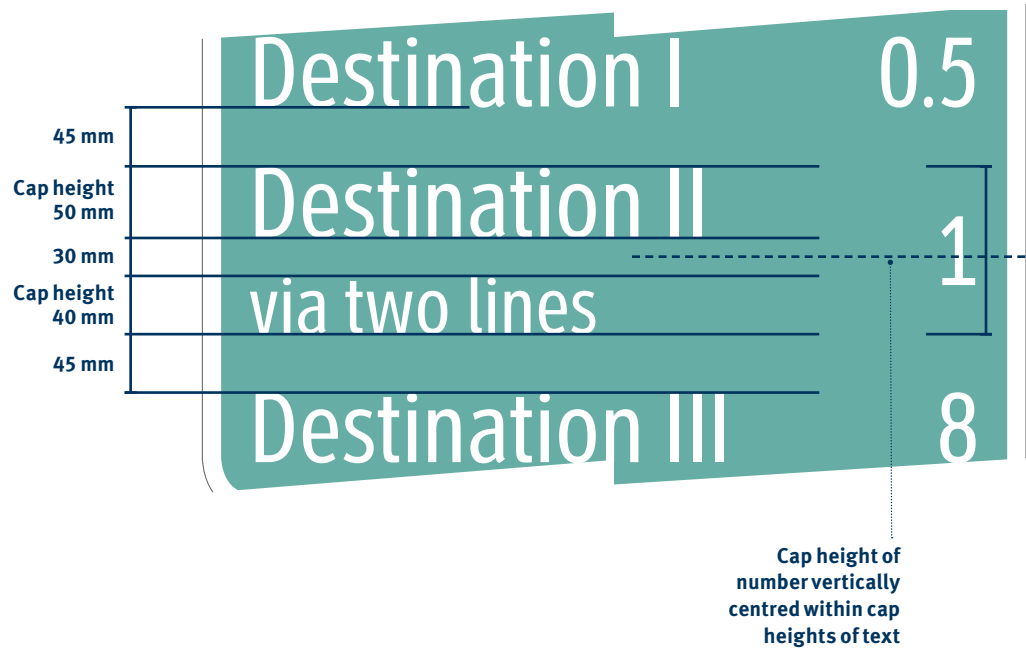 Destination I 0.5
45 mm
Cap height
50 mm
Destination II
1
30 mm
Cap height
40 mm
via two lines
45 mm
Destination III 8
Cap height of
number vertically
centred within cap
heights of text